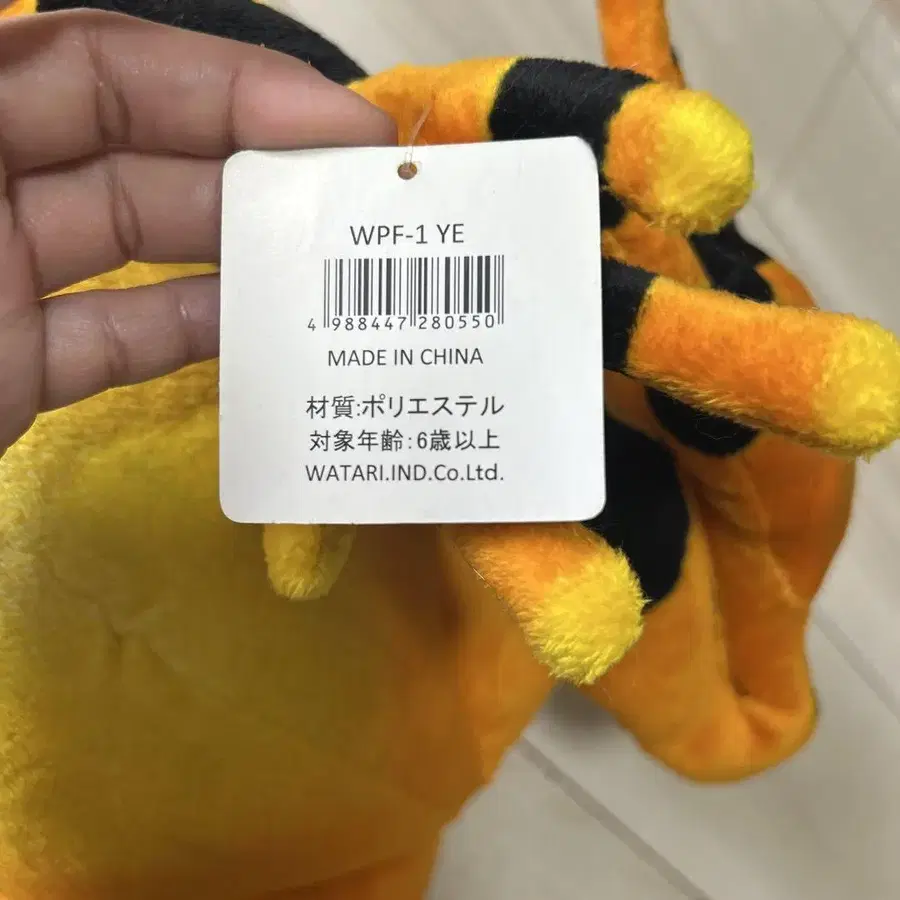 WPF-1 YE
4 988447 280550
MADE IN CHINA
材質:ポリエステル
対象年齢:6歳以上
WATARI.IND.Co.Ltd.